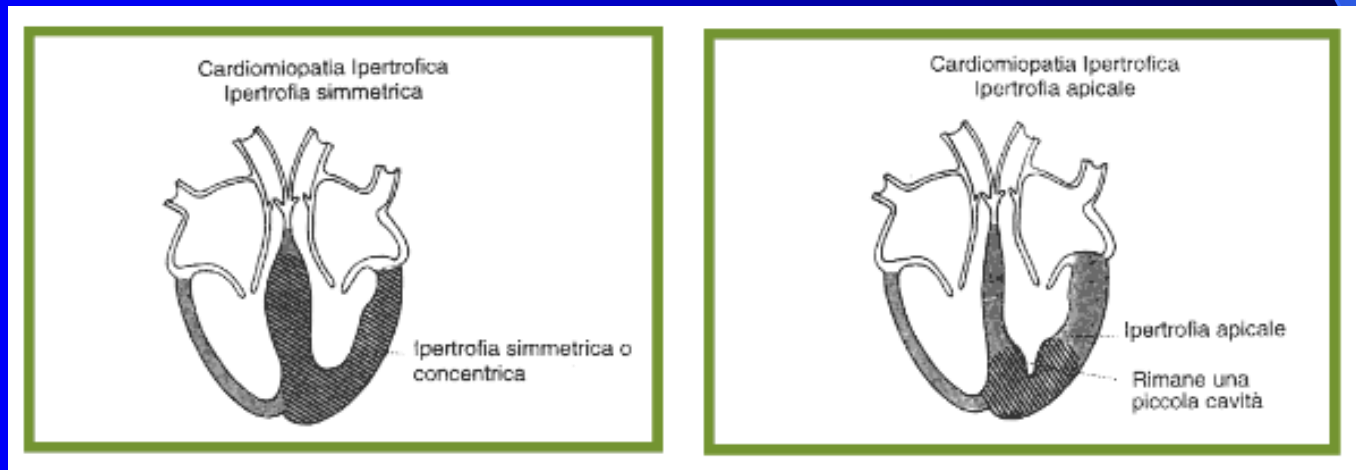 Cardiomiopatia Ipertrofica
Ipertrofia simmetrica
Ipertrofia simmetrica o
concentrica
Cardiomiopatia Ipertrofica
Ipertrofia apicale
Ipertrofia apicale
Rimane una
piccola cavità